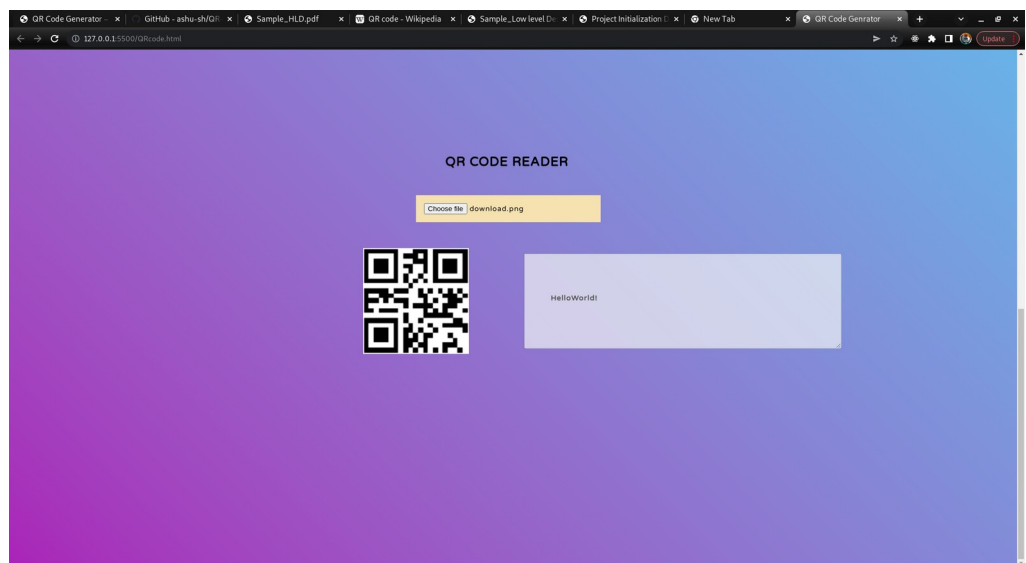 QR Code Generator -
GitHub - ashu-sh/QR
Sample_HLD.pdf
QR code - Wikipedia
Sample_Low level De
Project Initialization D
New Tab
QR Code Genrator
127.0.0.1:5500/QRcode.html
Update
QR CODE READER
Choose file download.png
HelloWorld!